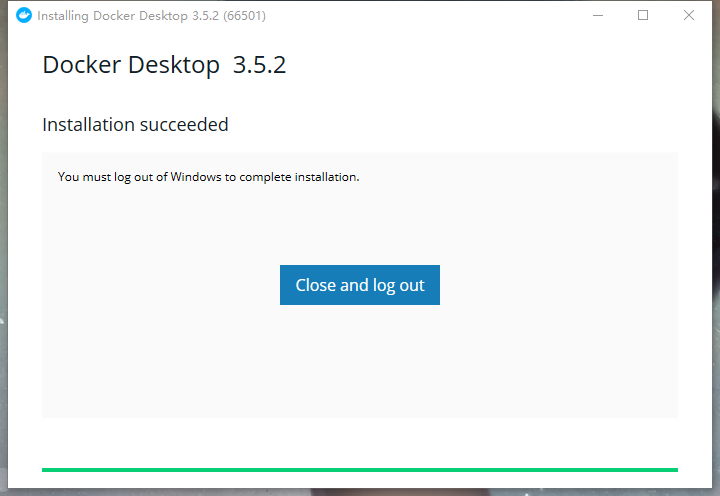 Installing Docker Desktop 3.5.2 (66501)
Docker Desktop 3.5.2
Installation succeeded
You must log out of Windows to complete installation.
Close and log out